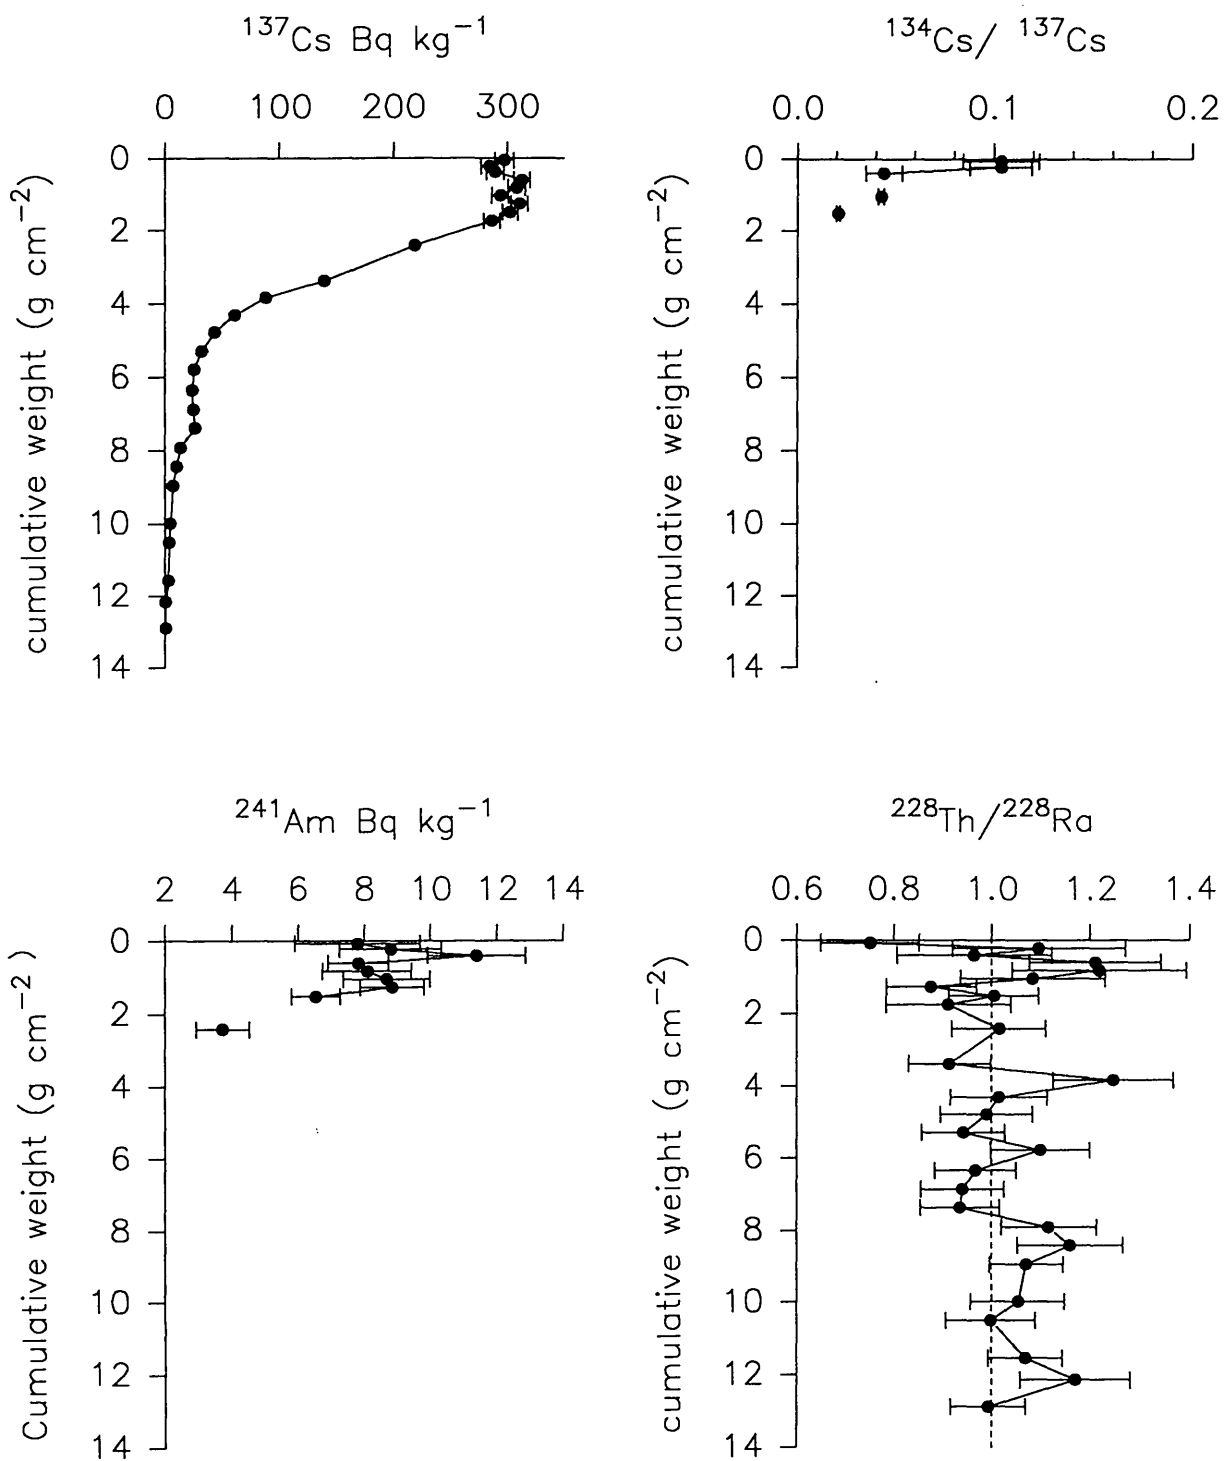 ¹³⁷Cs Bq kg⁻¹
0 100 200 300
0
2
4
6
8
10
12
14
cumulative weight (g cm⁻²)
¹³⁴Cs/ ¹³⁷Cs
0.0 0.1 0.2
0
2
4
6
8
10
12
14
cumulative weight (g cm⁻²)
²⁴¹Am Bq kg⁻¹
2 4 6 8 10 12 14
0
2
4
6
8
10
12
14
Cumulative weight (g cm⁻²)
²²⁸Th/²²⁸Ra
0.6 0.8 1.0 1.2 1.4
0
2
4
6
8
10
12
14
cumulative weight (g cm⁻²)